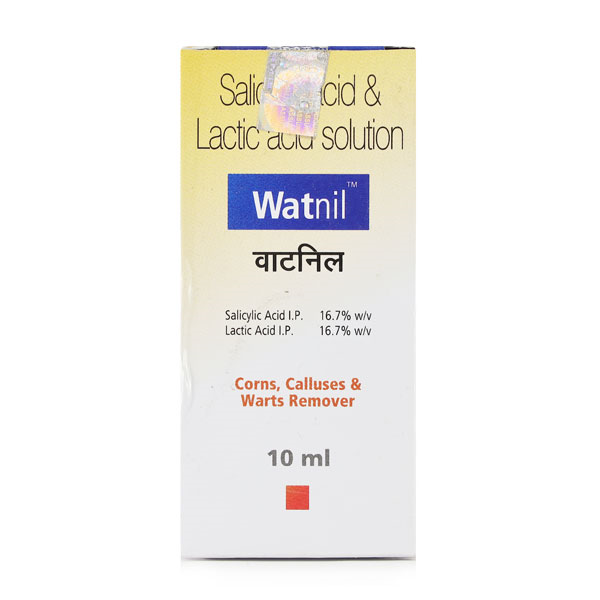 &
Lactic acid solution
Watnil™
वाटनिल
Salicylic Acid I.P. 16.7% w/v
Lactic Acid I.P. 16.7% w/v
Corns, Calluses &
Warts Remover
10 ml